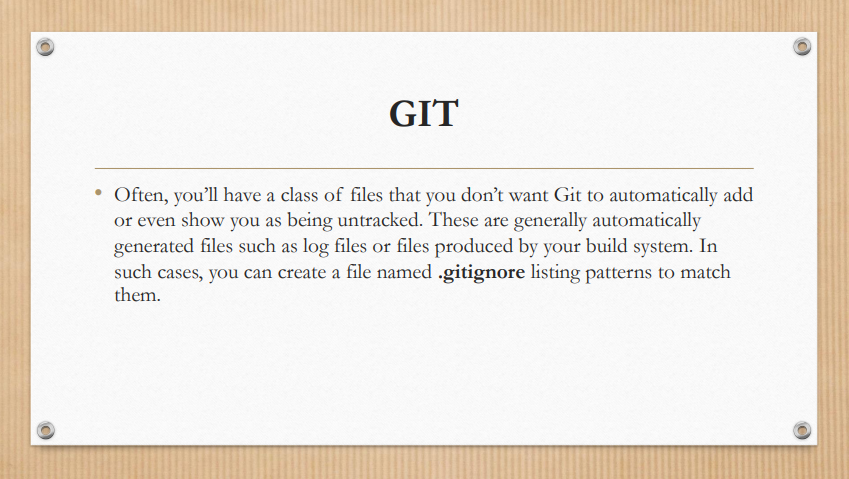 GIT
Often, you’ll have a class of files that you don’t want Git to automatically add
or even show you as being untracked. These are generally automatically
generated files such as log files or files produced by your build system. In
such cases, you can create a file named .gitignore listing patterns to match
them.